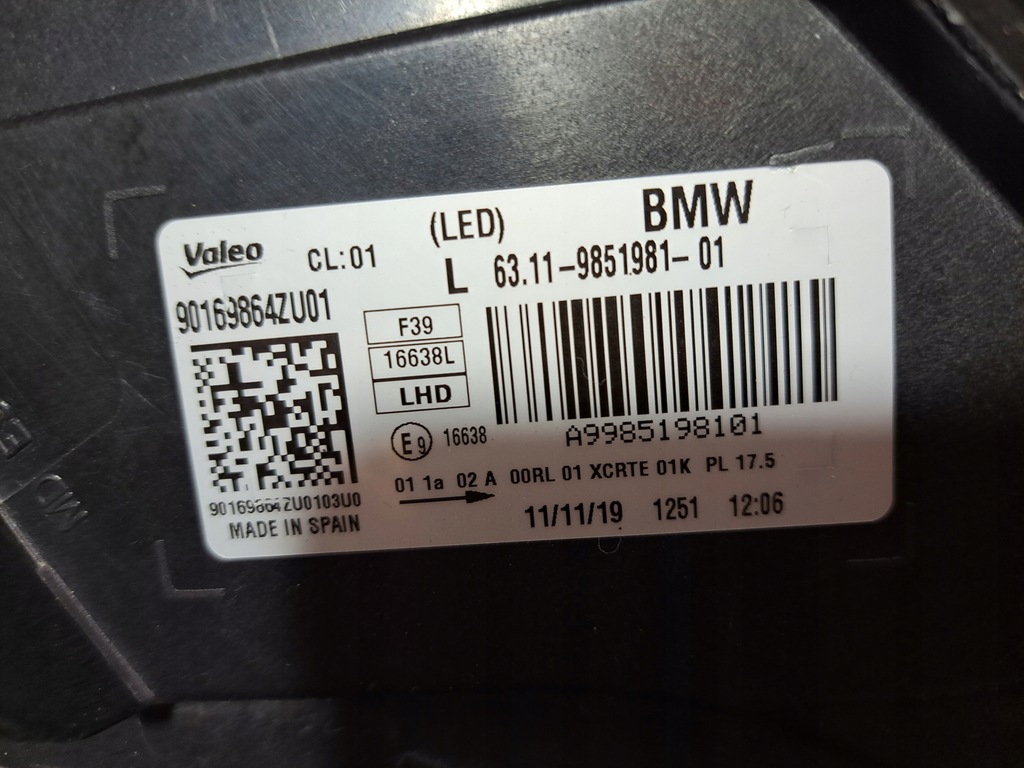 (LED) BMW
Valeo CL:01 L 63.11-9851981-01
90169864ZU01
F39
16638L
LHD
E9 16638
A9985198101
01 1a 02 A 00RL 01 XCRTE 01K PL 17.5
90169864ZU0103U0
MADE IN SPAIN
11/11/19 1251 12:06